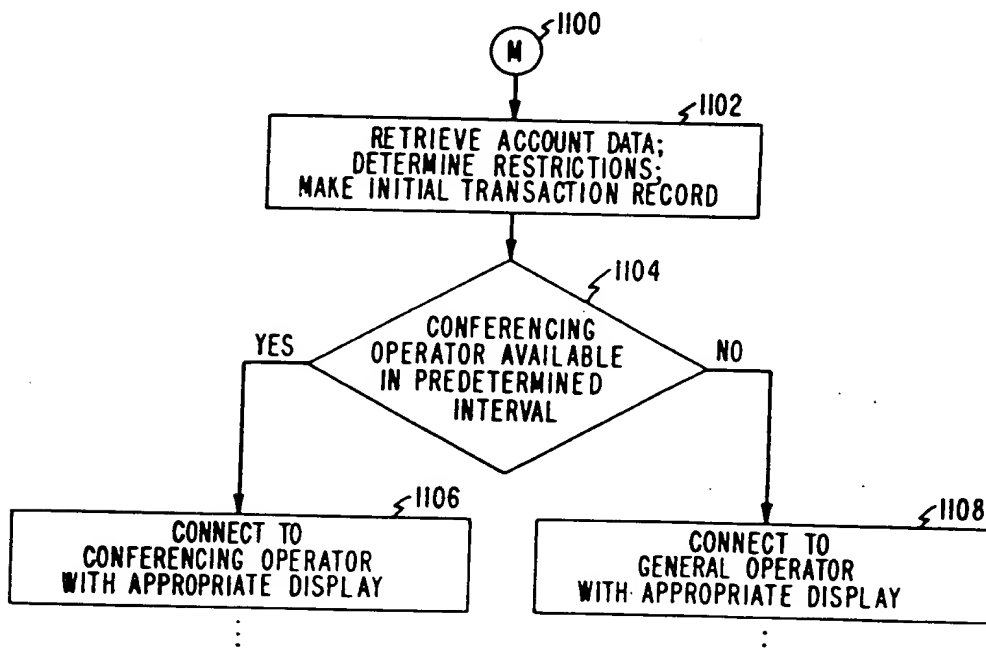 1100
M
1102
RETRIEVE ACCOUNT DATA;
DETERMINE RESTRICTIONS;
MAKE INITIAL TRANSACTION RECORD
1104
CONFERENCING
OPERATOR AVAILABLE
IN PREDETERMINED
INTERVAL
YES
NO
1106
CONNECT TO
CONFERENCING OPERATOR
WITH APPROPRIATE DISPLAY
1108
CONNECT TO
GENERAL OPERATOR
WITH APPROPRIATE DISPLAY